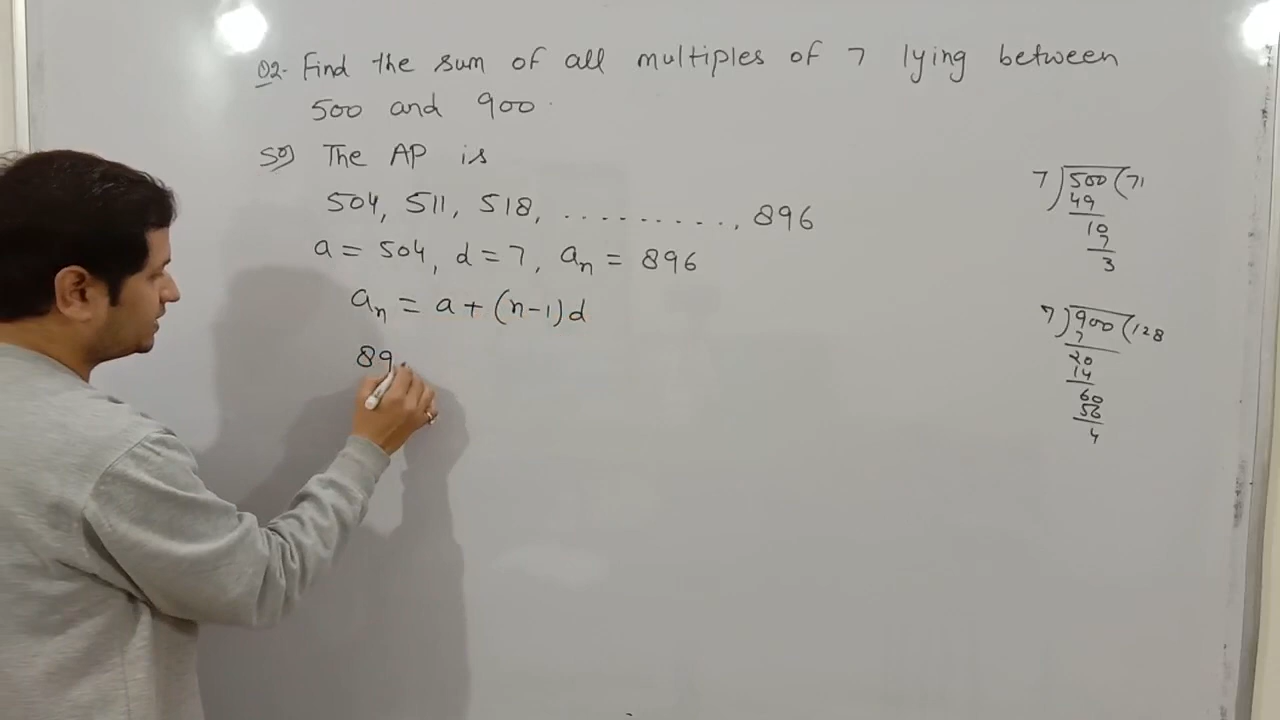 Q2- Find the sum of all multiples of 7 lying between
500 and 900.
Sol) The AP is
504, 511, 518, .........., 896
a = 504, d = 7, an = 896
an = a + (n-1)d
89
7)500(71
49
10
7
3
7)900(128
7
20
14
60
56
4